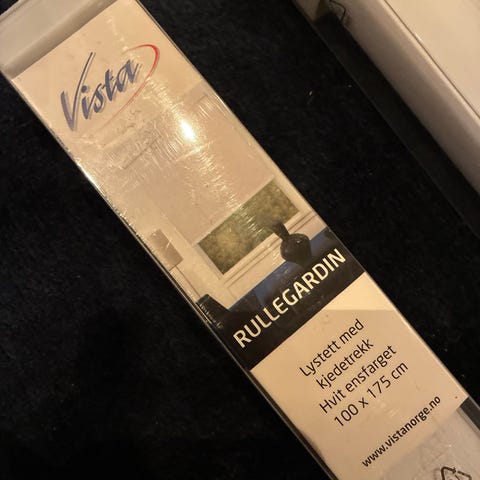 Vista
RULLEGARDIN
Lystett med
kjedetrekk
Hvit ensfarget
100 x 175 cm
www.vistanorge.no